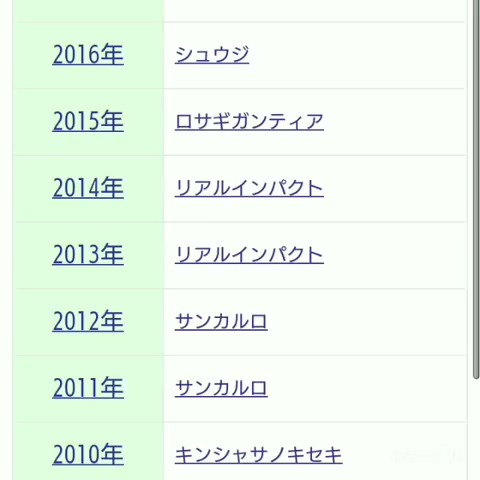 2016年 シュウジ
2015年 ロサギガンティア
2014年 リアルインパクト
2013年 リアルインパクト
2012年 サンカルロ
2011年 サンカルロ
2010年 キンシャサノキセキ